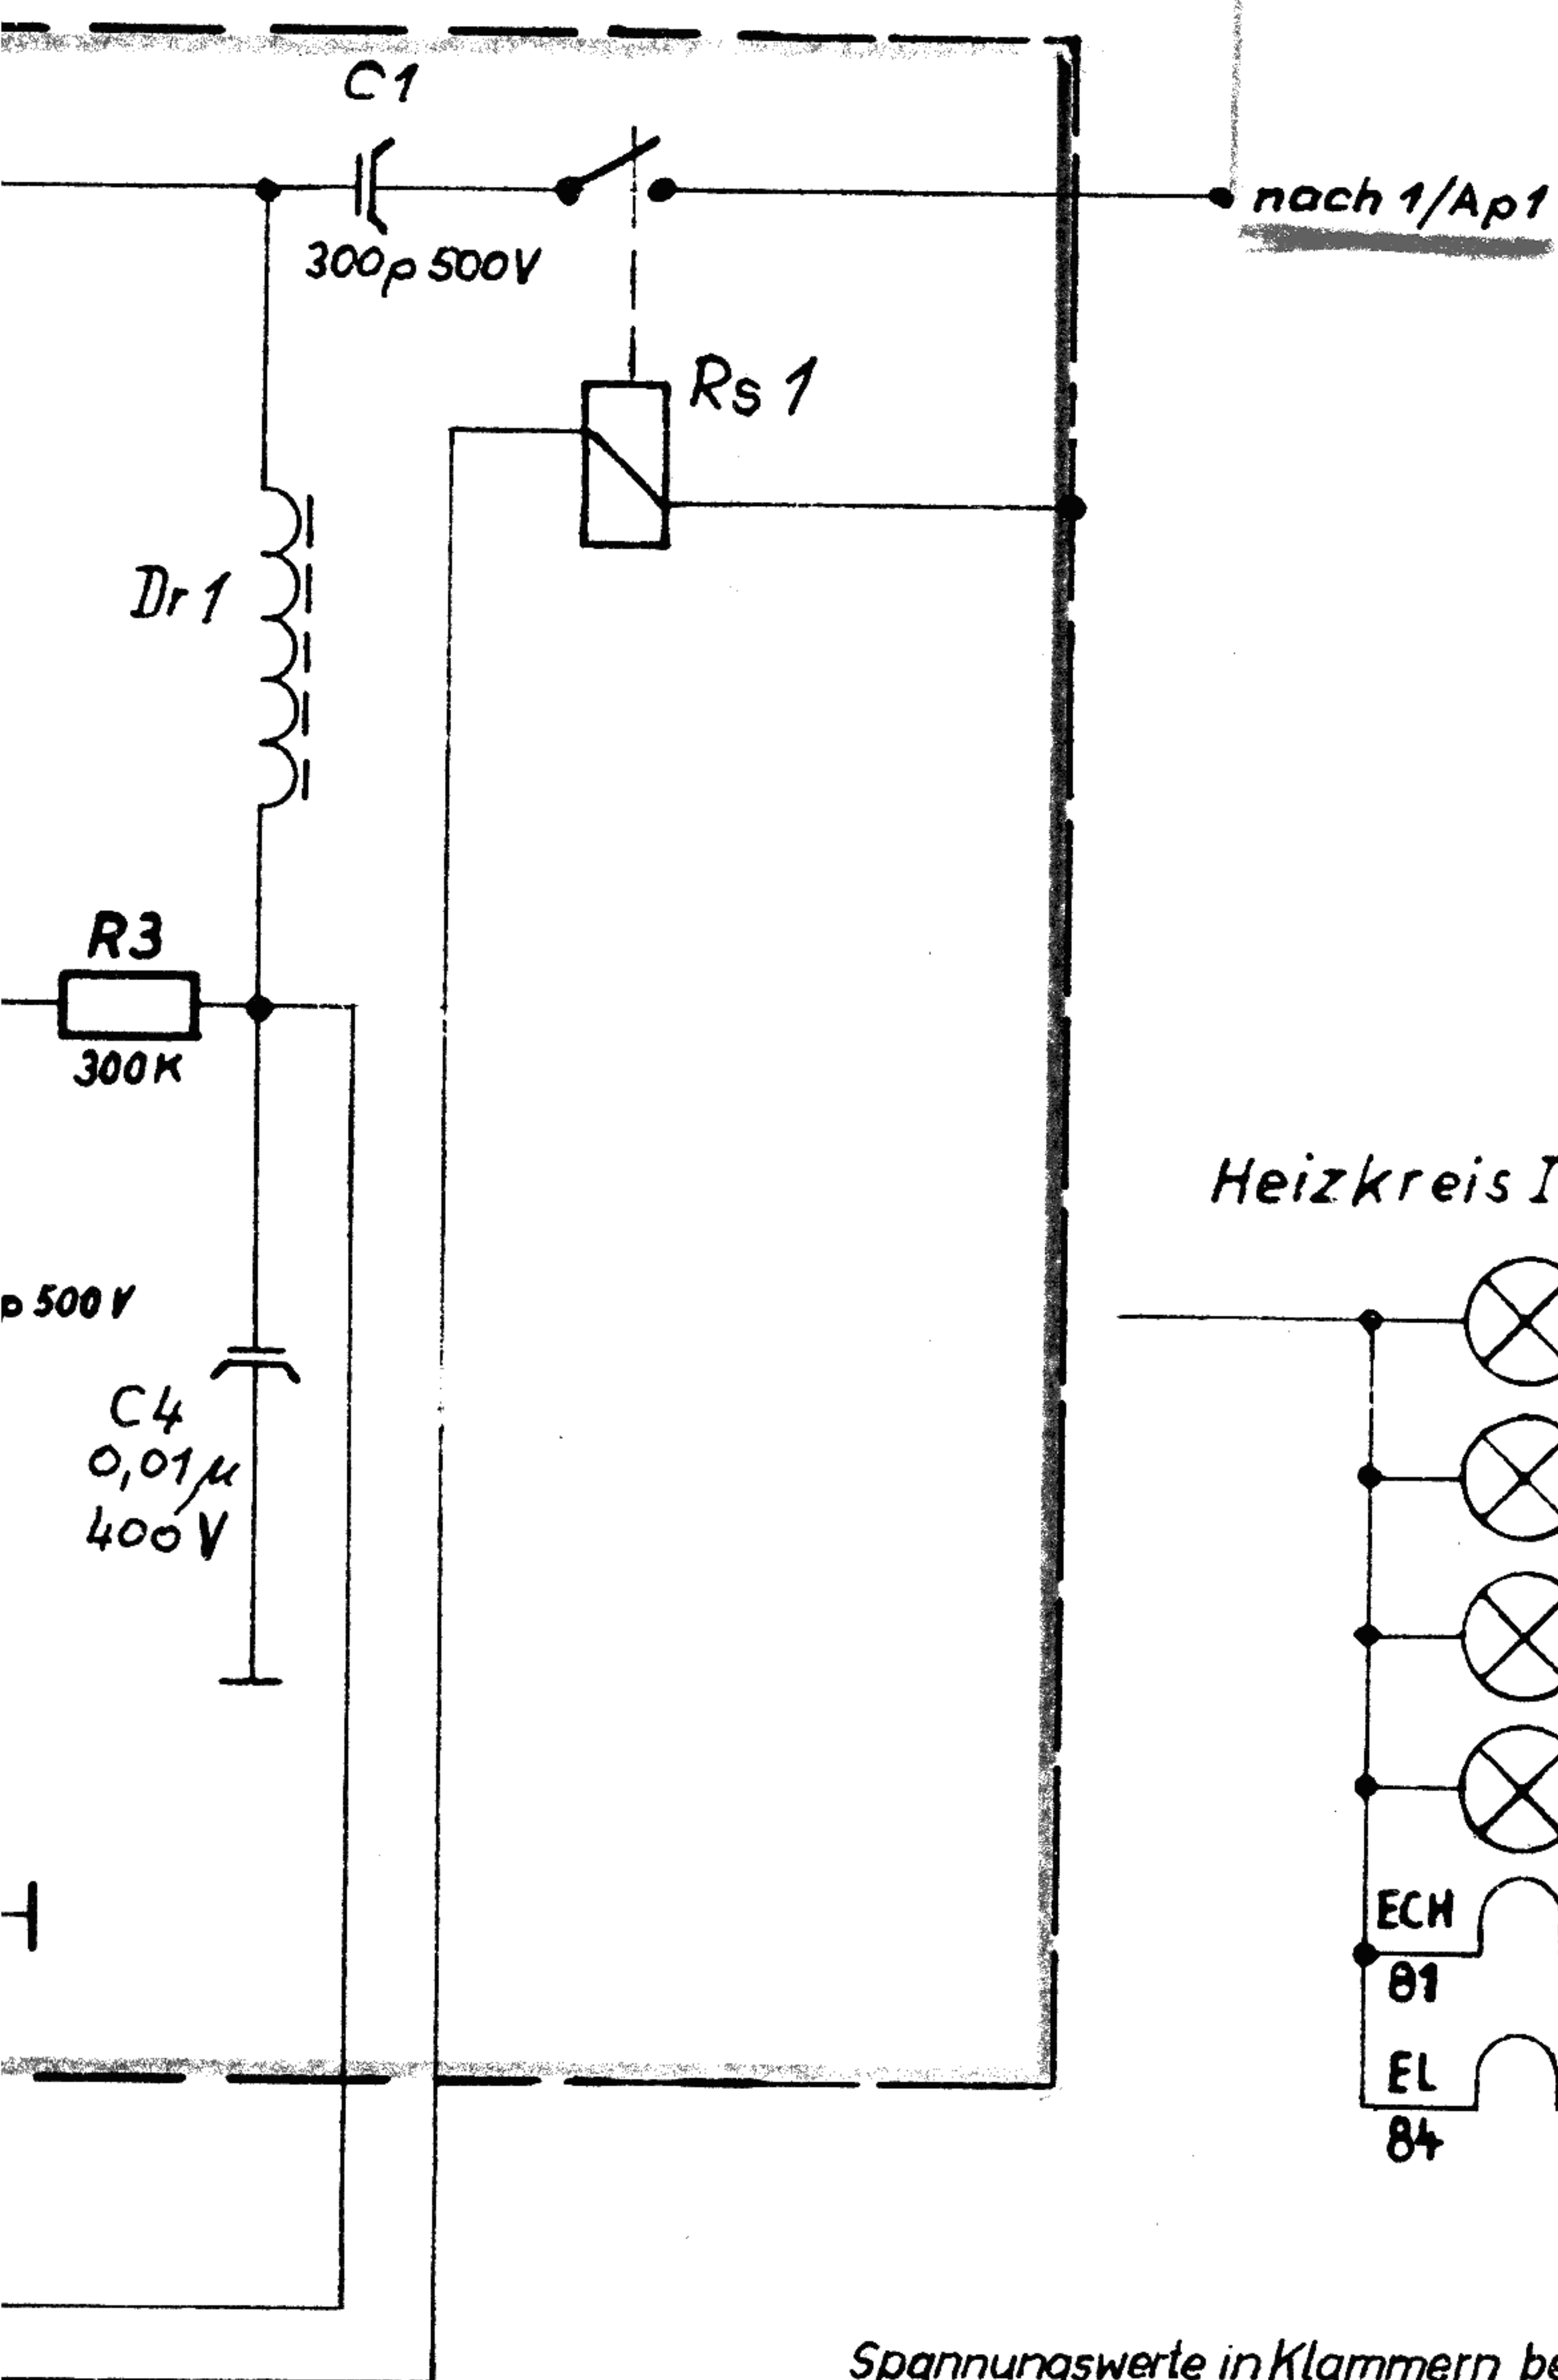 C1
300p 500V
nach 1/Ap1
Rs 1
Dr 1
R3
300K
Heizkreis I
p 500V
C4
0,01µ
400V
ECH
81
EL
84
Spannungswerte in Klammern be